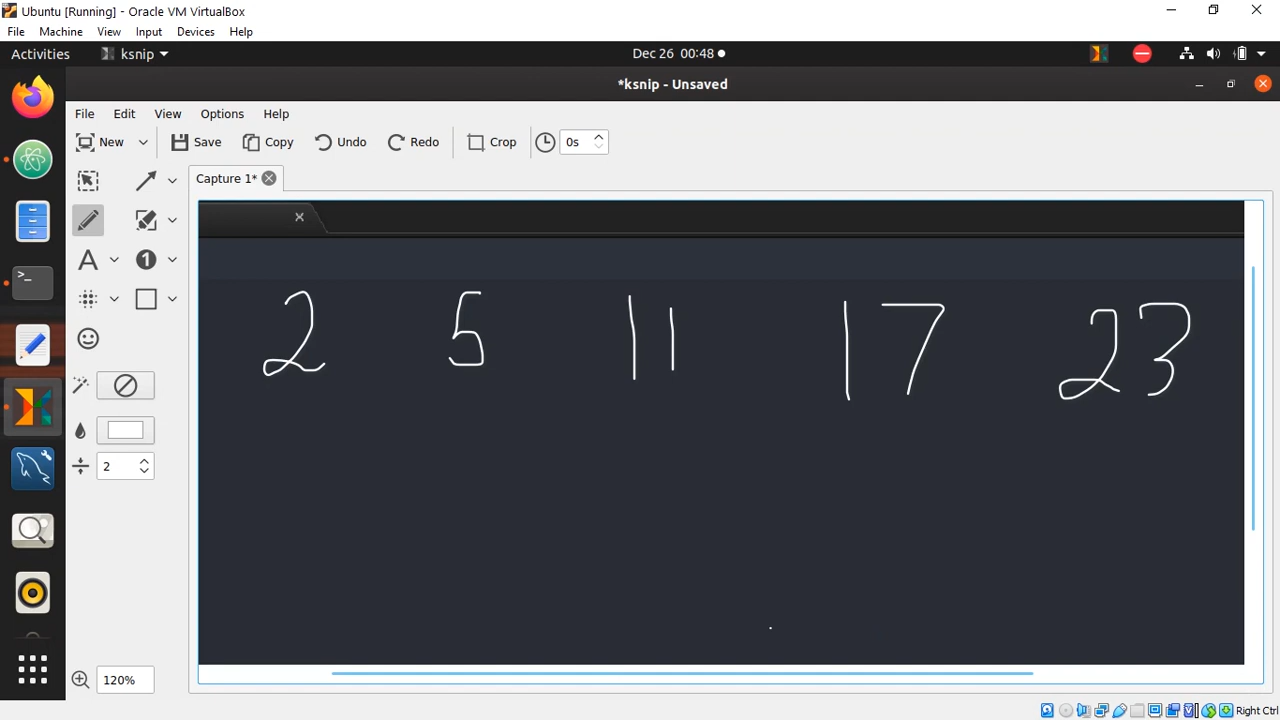 Ubuntu [Running] - Oracle VM VirtualBox
File Machine View Input Devices Help
Activities ksnip Dec 26 00:48
*ksnip - Unsaved
File Edit View Options Help
New Save Copy Undo Redo Crop 0s
Capture 1*
A 1
2 5 11 17 23
2
120%
Right Ctrl